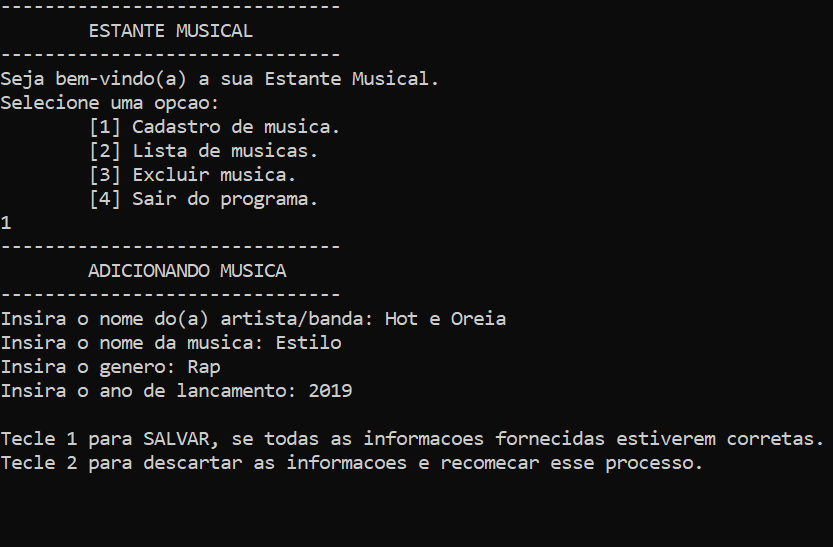 -------------------------------
        ESTANTE MUSICAL
-------------------------------
Seja bem-vindo(a) a sua Estante Musical.
Selecione uma opcao:
        [1] Cadastro de musica.
        [2] Lista de musicas.
        [3] Excluir musica.
        [4] Sair do programa.
1
-------------------------------
        ADICIONANDO MUSICA
-------------------------------
Insira o nome do(a) artista/banda: Hot e Oreia
Insira o nome da musica: Estilo
Insira o genero: Rap
Insira o ano de lancamento: 2019

Tecle 1 para SALVAR, se todas as informacoes fornecidas estiverem corretas.
Tecle 2 para descartar as informacoes e recomecar esse processo.